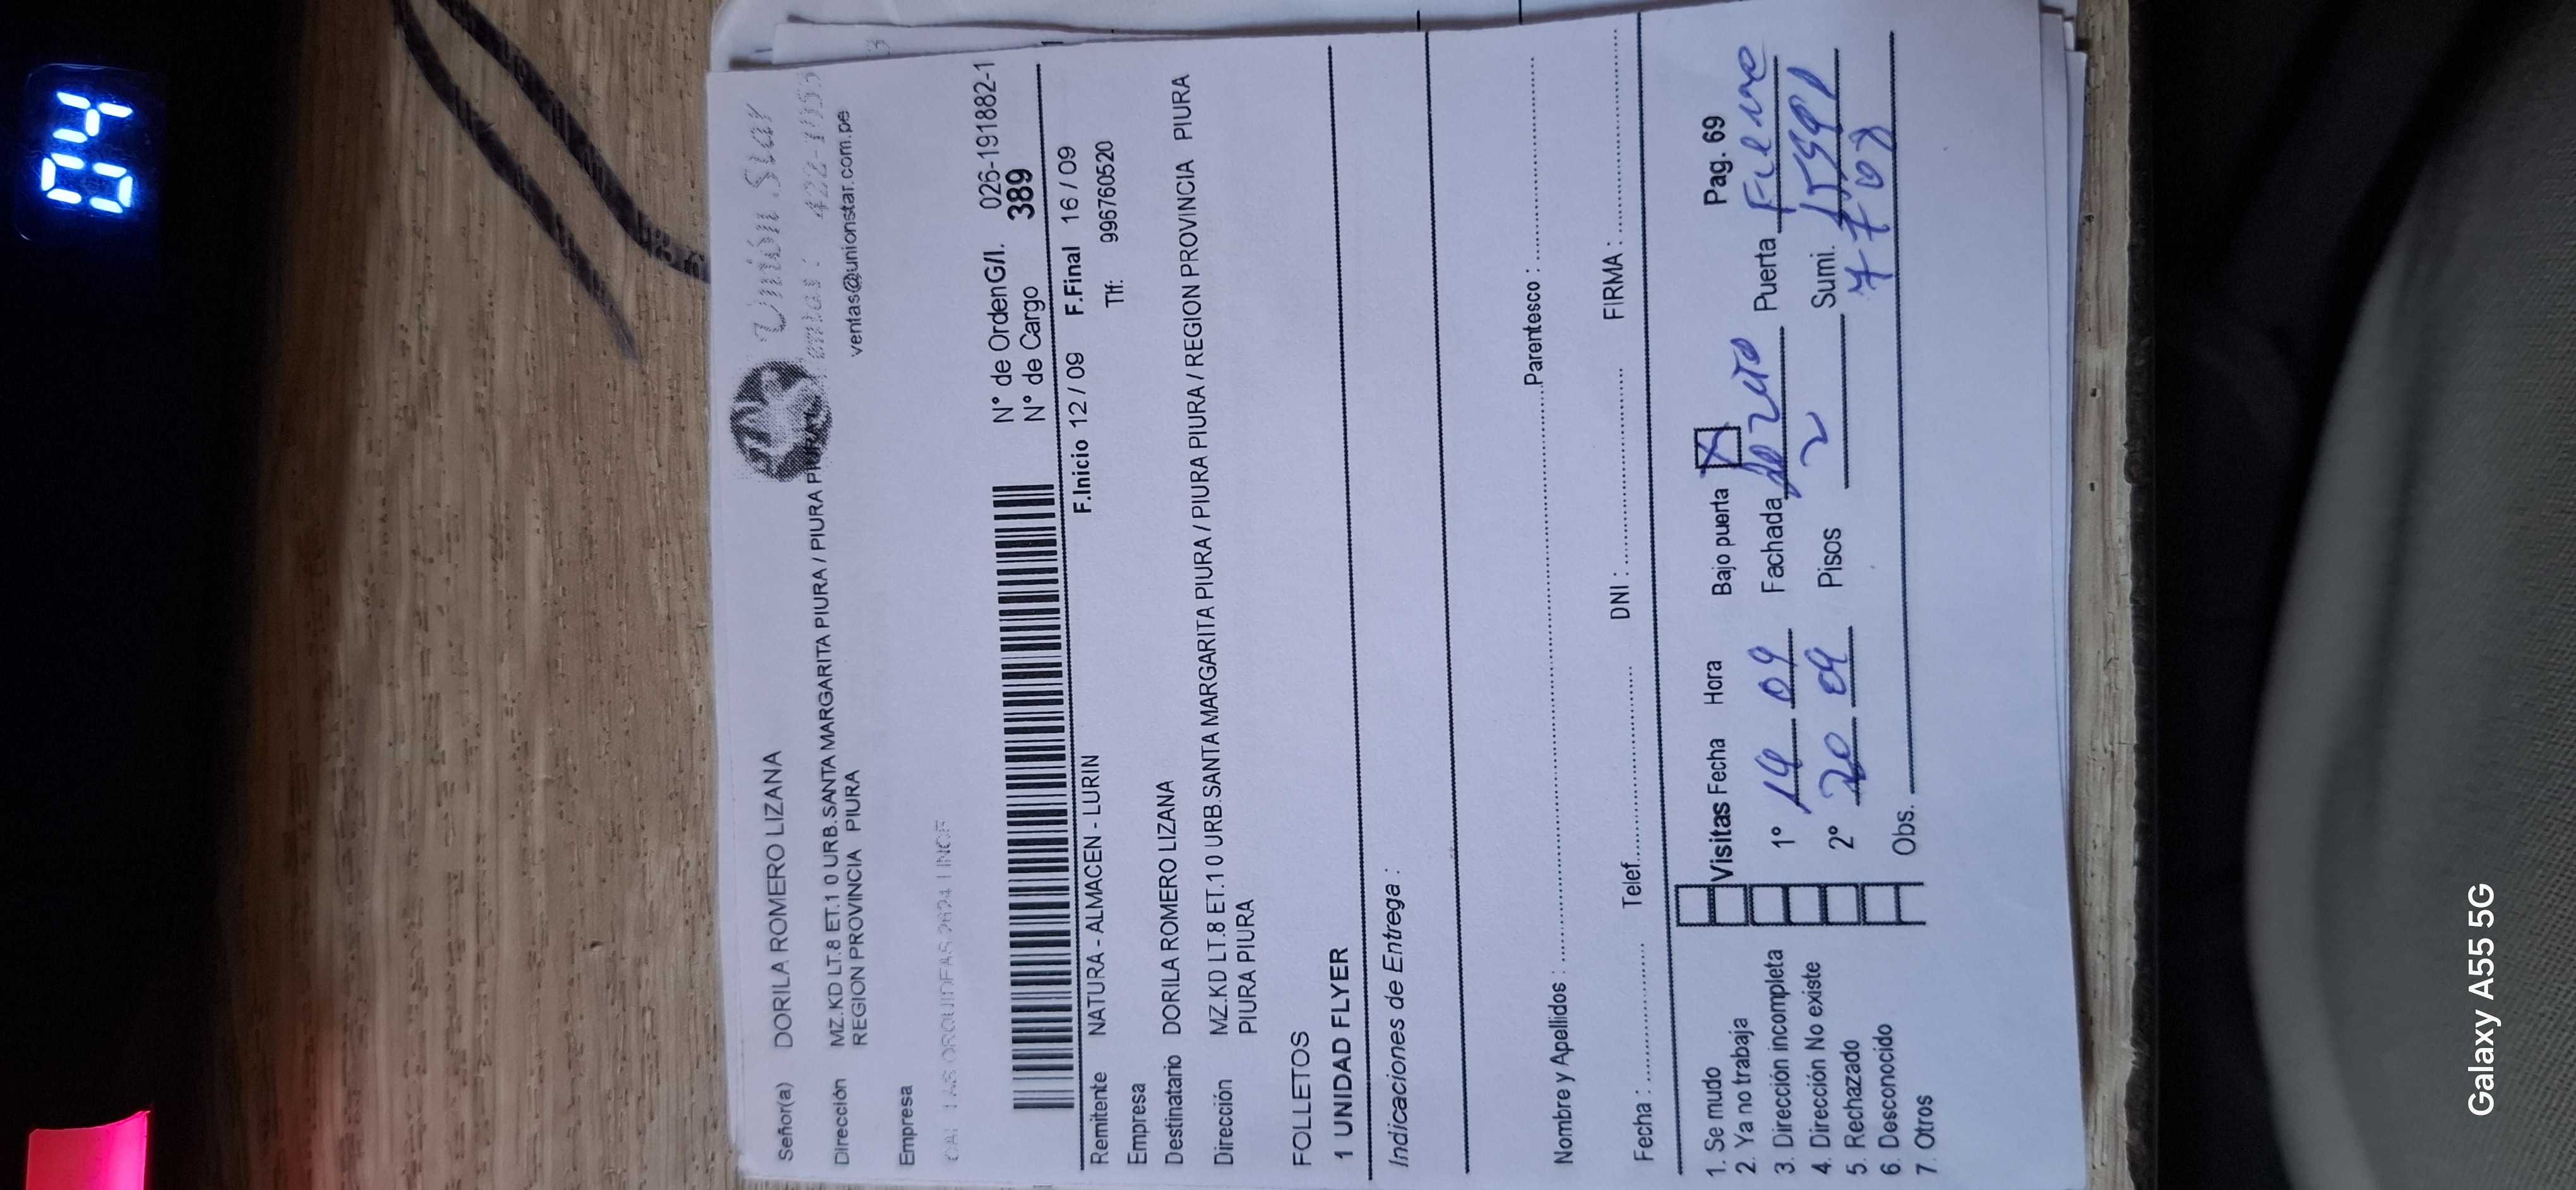 04
Unión Star
ventas@unionstar.com.pe
Señor(a) DORILA ROMERO LIZANA
Dirección MZ.KD LT.8 ET.1 0 URB.SANTA MARGARITA PIURA / PIURA PIURA /
REGION PROVINCIA PIURA
Empresa
N° de OrdenG/I. 026-191882-1
N° de Cargo 389
Remitente NATURA - ALMACEN - LURIN F.Inicio 12 / 09 F.Final 16 / 09
Empresa Tlf: 996760520
Destinatario DORILA ROMERO LIZANA
Dirección MZ.KD LT.8 ET.1 0 URB.SANTA MARGARITA PIURA / PIURA PIURA / REGION PROVINCIA PIURA
PIURA PIURA
FOLLETOS
1 UNIDAD FLYER
Indicaciones de Entrega :
Nombre y Apellidos : Parentesco :
Fecha : Telef. DNI : FIRMA :
1. Se mudo
2. Ya no trabaja
3. Dirección incompleta
4. Dirección No existe
5. Rechazado
6. Desconocido
7. Otros
Visitas Fecha Hora Bajo puerta X Pag. 69
1° 14 09 Fachada Puerta
2° 20 09 Pisos 2 Sumi.
7708
Obs.
Galaxy A55 5G